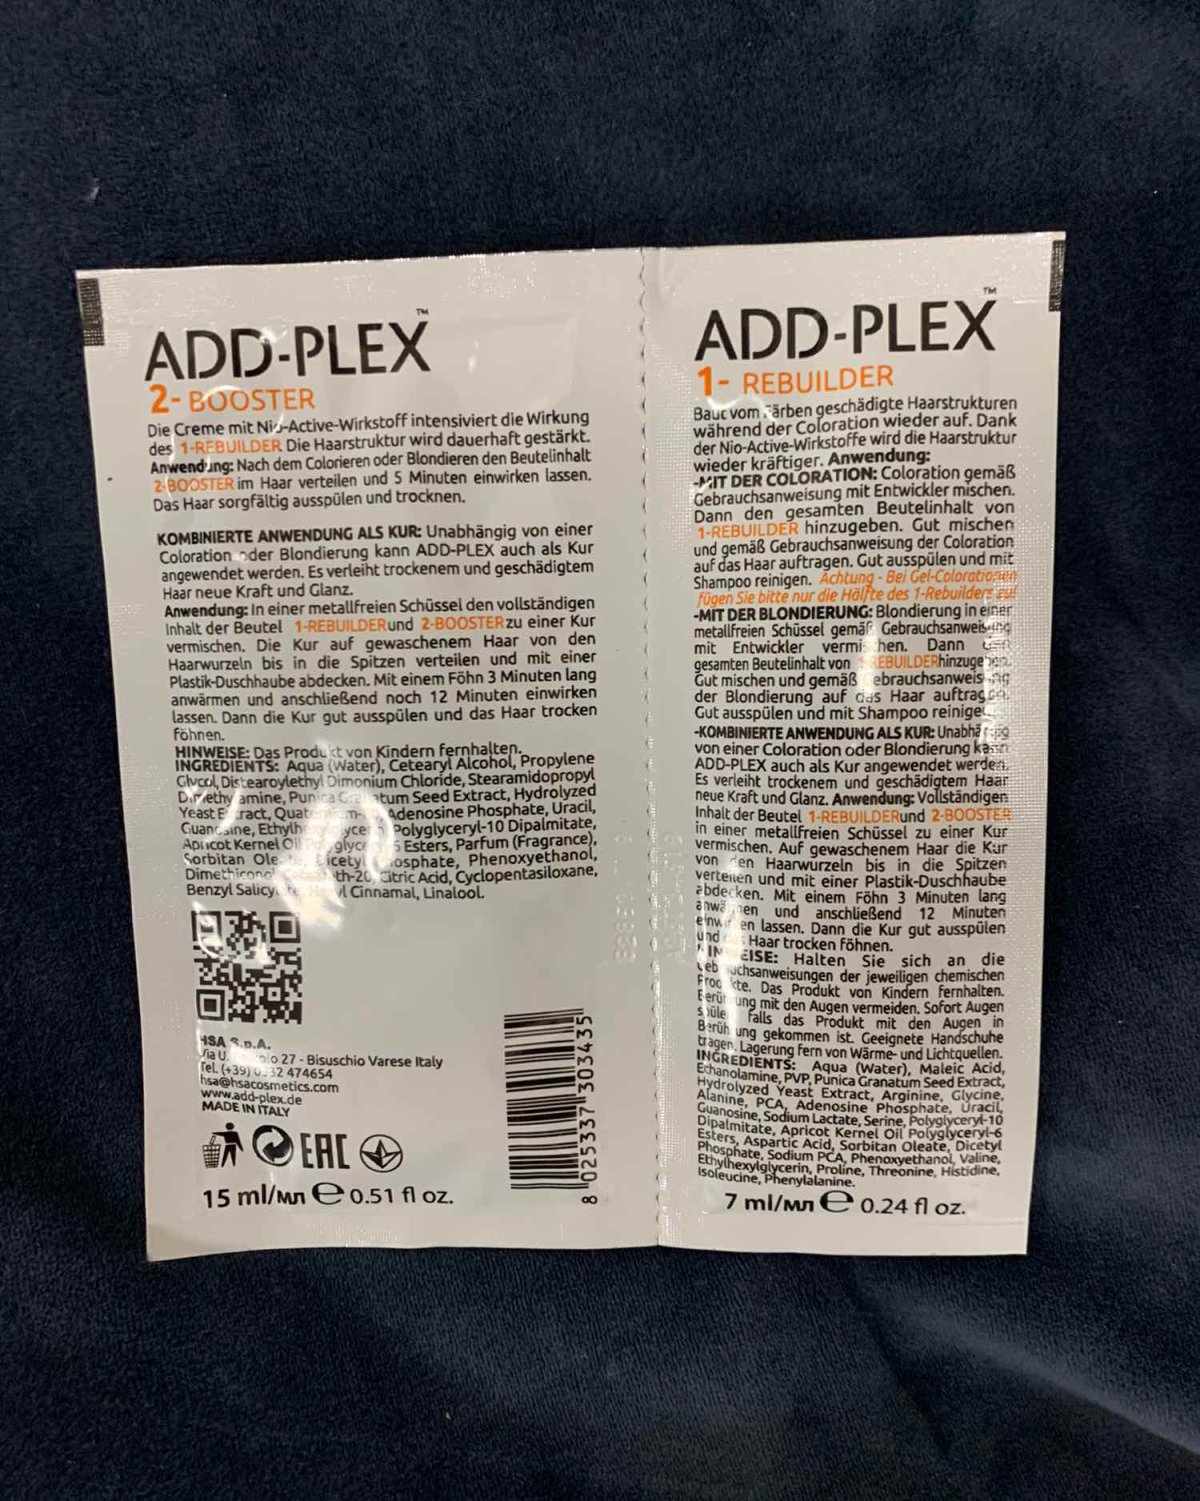 ADD-PLEX™
2- BOOSTER
Die Creme mit Nio-Active-Wirkstoff intensiviert die Wirkung
des 1-REBUILDER. Die Haarstruktur wird dauerhaft gestärkt.
Anwendung: Nach dem Colorieren oder Blondieren den Beutelinhalt
2-BOOSTER im Haar verteilen und 5 Minuten einwirken lassen.
Das Haar sorgfältig ausspülen und trocknen.
KOMBINIERTE ANWENDUNG ALS KUR: Unabhängig von einer
Coloration oder Blondierung kann ADD-PLEX auch als Kur
angewendet werden. Es verleiht trockenem und geschädigtem
Haar neue Kraft und Glanz.
Anwendung: In einer metallfreien Schüssel den vollständigen
Inhalt der Beutel 1-REBUILDER und 2-BOOSTER zu einer Kur
vermischen. Die Kur auf gewaschenem Haar von den
Haarwurzeln bis in die Spitzen verteilen und mit einer
Plastik-Duschhaube abdecken. Mit einem Föhn 3 Minuten lang
anwärmen und anschließend noch 12 Minuten einwirken
lassen. Dann die Kur gut ausspülen und das Haar trocken
föhnen.
HINWEISE: Das Produkt von Kindern fernhalten.
INGREDIENTS: Aqua (Water), Cetearyl Alcohol, Propylene
Glycol, Distearoylethyl Dimonium Chloride, Stearamidopropyl
Dimethylamine, Punica Granatum Seed Extract, Hydrolyzed
Yeast Extract, Adenosine Phosphate, Uracil,
Guanosine, Polyglyceryl-10 Dipalmitate,
Apricot Kernel Oil Esters, Parfum (Fragrance),
Sorbitan Phenoxyethanol,
Citric Acid, Cyclopentasiloxane,
Benzyl Cinnamal, Linalool.
HSA S.p.A.
27 - Bisuschio Varese Italy
Tel. (+39) 474654
hsa@hsacosmetics.com
www.add-plex.de
MADE IN ITALY
EAC
15 ml/мл ℮ 0.51 fl oz.
8 025337 303435
ADD-PLEX™
1- REBUILDER
Baut vom Färben geschädigte Haarstrukturen
während der Coloration wieder auf. Dank
der Nio-Active-Wirkstoffe wird die Haarstruktur
wieder kräftiger. Anwendung:
-MIT DER COLORATION: Coloration gemäß
Gebrauchsanweisung mit Entwickler mischen.
Dann den gesamten Beutelinhalt von
1-REBUILDER hinzugeben. Gut mischen
und gemäß Gebrauchsanweisung der Coloration
auf das Haar auftragen. Gut ausspülen und mit
Shampoo reinigen. Achtung - Bei Gel-Colorationen
fügen Sie bitte nur die Hälfte des 1-Rebuilders zu!
-MIT DER BLONDIERUNG: Blondierung in einer
metallfreien Schüssel gemäß Gebrauchsanweisung
mit Entwickler vermischen. Dann den
gesamten Beutelinhalt von 1-REBUILDER hinzugeben.
Gut mischen und gemäß Gebrauchsanweisung
der Blondierung auf das Haar auftragen.
Gut ausspülen und mit Shampoo reinigen.
-KOMBINIERTE ANWENDUNG ALS KUR: Unabhängig
von einer Coloration oder Blondierung kann
ADD-PLEX auch als Kur angewendet werden.
Es verleiht trockenem und geschädigtem Haar
neue Kraft und Glanz. Anwendung: Vollständigen
Inhalt der Beutel 1-REBUILDER und 2-BOOSTER
in einer metallfreien Schüssel zu einer Kur
vermischen. Auf gewaschenem Haar die Kur
von den Haarwurzeln bis in die Spitzen
verteilen und mit einer Plastik-Duschhaube
abdecken. Mit einem Föhn 3 Minuten lang
anwärmen und anschließend 12 Minuten
einwirken lassen. Dann die Kur gut ausspülen
und das Haar trocken föhnen.
HINWEISE: Halten Sie sich an die
Gebrauchsanweisungen der jeweiligen chemischen
Produkte. Das Produkt von Kindern fernhalten.
Berührung mit den Augen vermeiden. Sofort Augen
spülen falls das Produkt mit den Augen in
Berührung gekommen ist. Geeignete Handschuhe
tragen. Lagerung fern von Wärme- und Lichtquellen.
INGREDIENTS: Aqua (Water), Maleic Acid,
Ethanolamine, PVP, Punica Granatum Seed Extract,
Hydrolyzed Yeast Extract, Arginine, Glycine,
Alanine, PCA, Adenosine Phosphate, Uracil,
Guanosine, Sodium Lactate, Serine, Polyglyceryl-10
Dipalmitate, Apricot Kernel Oil Polyglyceryl-6
Esters, Aspartic Acid, Sorbitan Oleate, Dicetyl
Phosphate, Sodium PCA, Phenoxyethanol, Valine,
Ethylhexylglycerin, Proline, Threonine, Histidine,
Isoleucine, Phenylalanine.
7 ml/мл ℮ 0.24 fl oz.